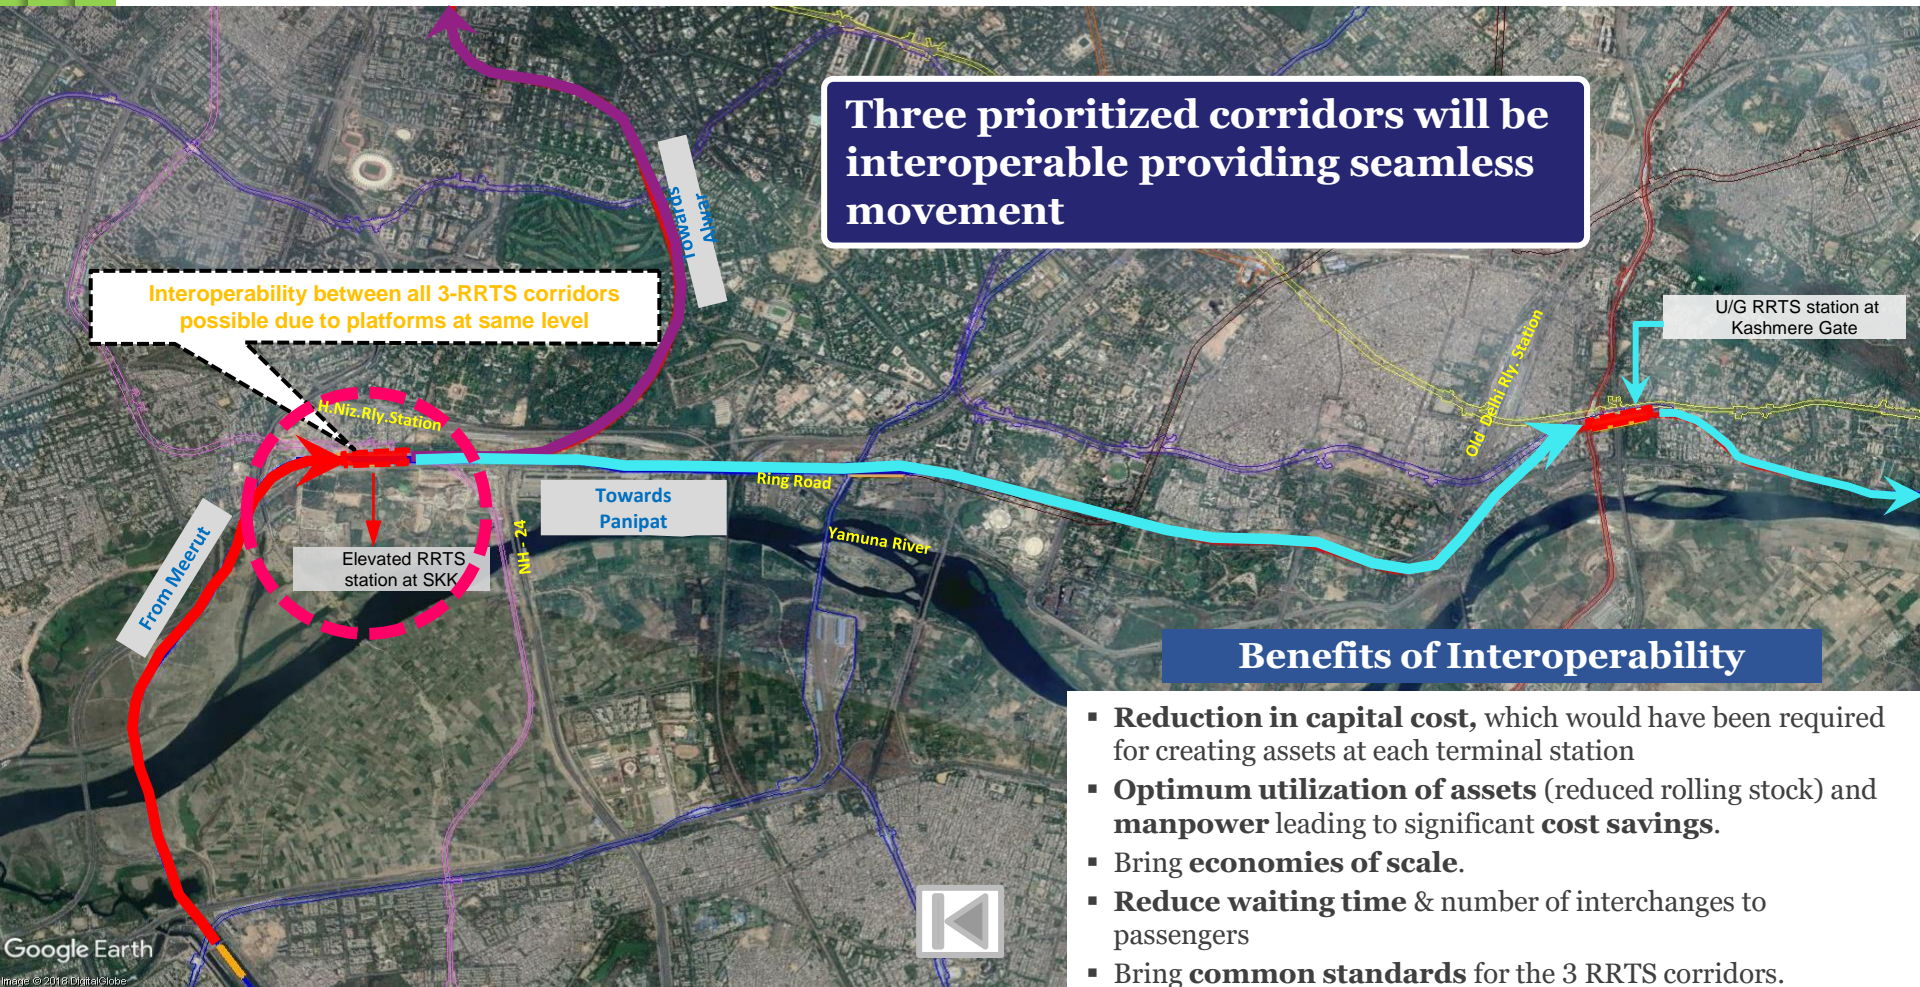 Three prioritized corridors will be
interoperable providing seamless
movement
Towards
Alwar
Interoperability between all 3-RRTS corridors
possible due to platforms at same level
U/G RRTS station at
Kashmere Gate
Old Delhi Rly. Station
H.Niz.Rly.Station
Ring Road
Towards
Panipat
From Meerut
NH - 24
Yamuna River
Elevated RRTS
station at SKK
Benefits of Interoperability
▪ Reduction in capital cost, which would have been required
for creating assets at each terminal station
▪ Optimum utilization of assets (reduced rolling stock) and
manpower leading to significant cost savings.
▪ Bring economies of scale.
▪ Reduce waiting time & number of interchanges to
passengers
▪ Bring common standards for the 3 RRTS corridors.
Google Earth
Image © 2018 DigitalGlobe